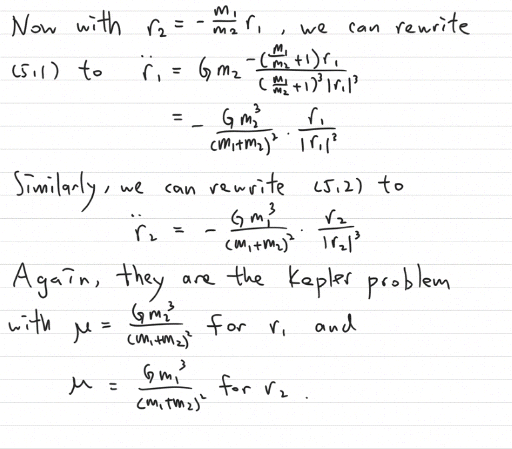 Now with r₂ = - m₁/m₂ r₁, we can rewrite
(5.1) to r̈₁ = G m₂ -(m₁/m₂ + 1) r₁ / (m₁/m₂ + 1)³ |r₁|³
= - G m₂³ / (m₁+m₂)² · r₁ / |r₁|³
Similarly, we can rewrite (5.2) to
r̈₂ = - G m₁³ / (m₁+m₂)² · r₂ / |r₂|³
Again, they are the Kepler problem
with μ = G m₂³ / (m₁+m₂)² for r₁ and
μ = G m₁³ / (m₁+m₂)² for r₂.